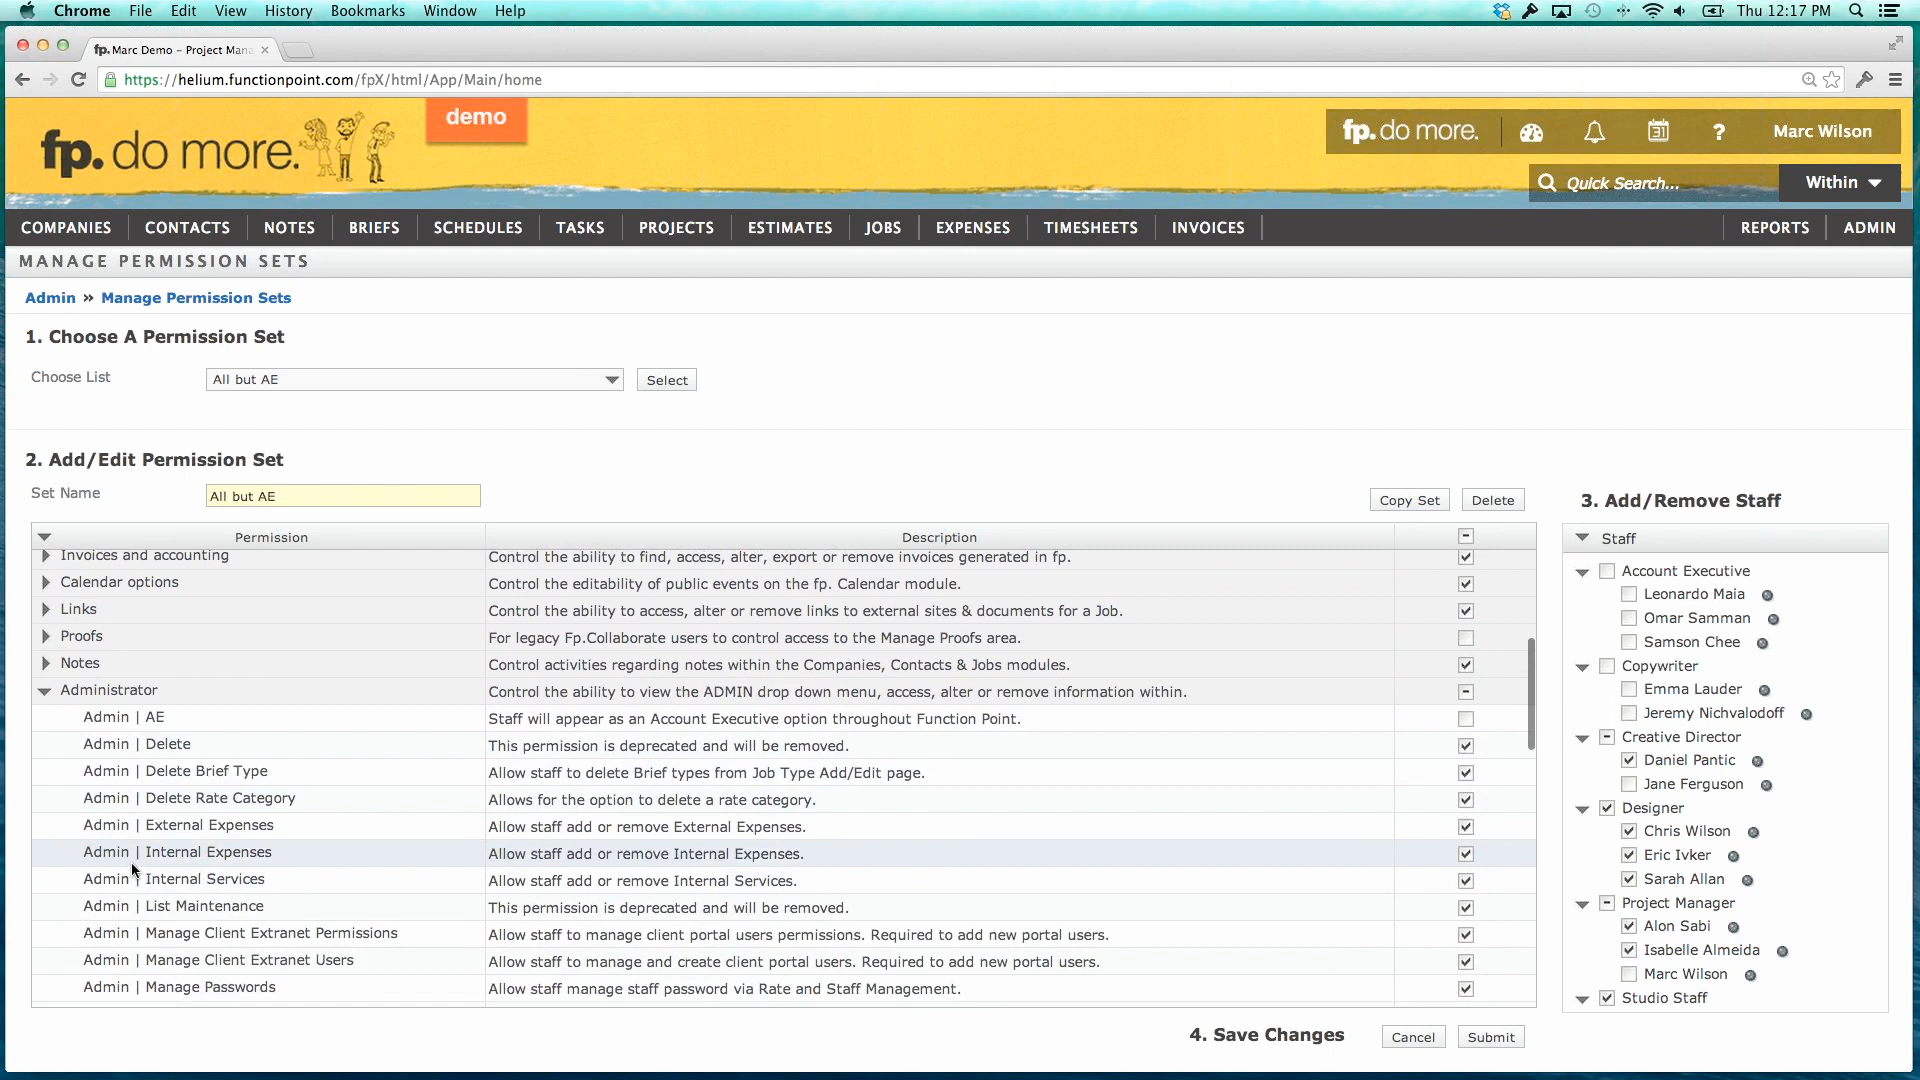 Chrome File Edit View History Bookmarks Window Help Thu 12:17 PM
fp. Marc Demo – Project Mana
https://helium.functionpoint.com/fpX/html/App/Main/home
fp. do more.
demo
fp. do more. 31 ? Marc Wilson
Quick Search... Within
COMPANIES CONTACTS NOTES BRIEFS SCHEDULES TASKS PROJECTS ESTIMATES JOBS EXPENSES TIMESHEETS INVOICES REPORTS ADMIN
MANAGE PERMISSION SETS
Admin » Manage Permission Sets
1. Choose A Permission Set
Choose List All but AE Select
2. Add/Edit Permission Set
Set Name All but AE Copy Set Delete
Permission Description
Invoices and accounting Control the ability to find, access, alter, export or remove invoices generated in fp.
Calendar options Control the editability of public events on the fp. Calendar module.
Links Control the ability to access, alter or remove links to external sites & documents for a Job.
Proofs For legacy Fp.Collaborate users to control access to the Manage Proofs area.
Notes Control activities regarding notes within the Companies, Contacts & Jobs modules.
Administrator Control the ability to view the ADMIN drop down menu, access, alter or remove information within.
Admin | AE Staff will appear as an Account Executive option throughout Function Point.
Admin | Delete This permission is deprecated and will be removed.
Admin | Delete Brief Type Allow staff to delete Brief types from Job Type Add/Edit page.
Admin | Delete Rate Category Allows for the option to delete a rate category.
Admin | External Expenses Allow staff add or remove External Expenses.
Admin | Internal Expenses Allow staff add or remove Internal Expenses.
Admin | Internal Services Allow staff add or remove Internal Services.
Admin | List Maintenance This permission is deprecated and will be removed.
Admin | Manage Client Extranet Permissions Allow staff to manage client portal users permissions. Required to add new portal users.
Admin | Manage Client Extranet Users Allow staff to manage and create client portal users. Required to add new portal users.
Admin | Manage Passwords Allow staff manage staff password via Rate and Staff Management.
3. Add/Remove Staff
Staff
Account Executive
Leonardo Maia
Omar Samman
Samson Chee
Copywriter
Emma Lauder
Jeremy Nichvalodoff
Creative Director
Daniel Pantic
Jane Ferguson
Designer
Chris Wilson
Eric Ivker
Sarah Allan
Project Manager
Alon Sabi
Isabelle Almeida
Marc Wilson
Studio Staff
4. Save Changes Cancel Submit